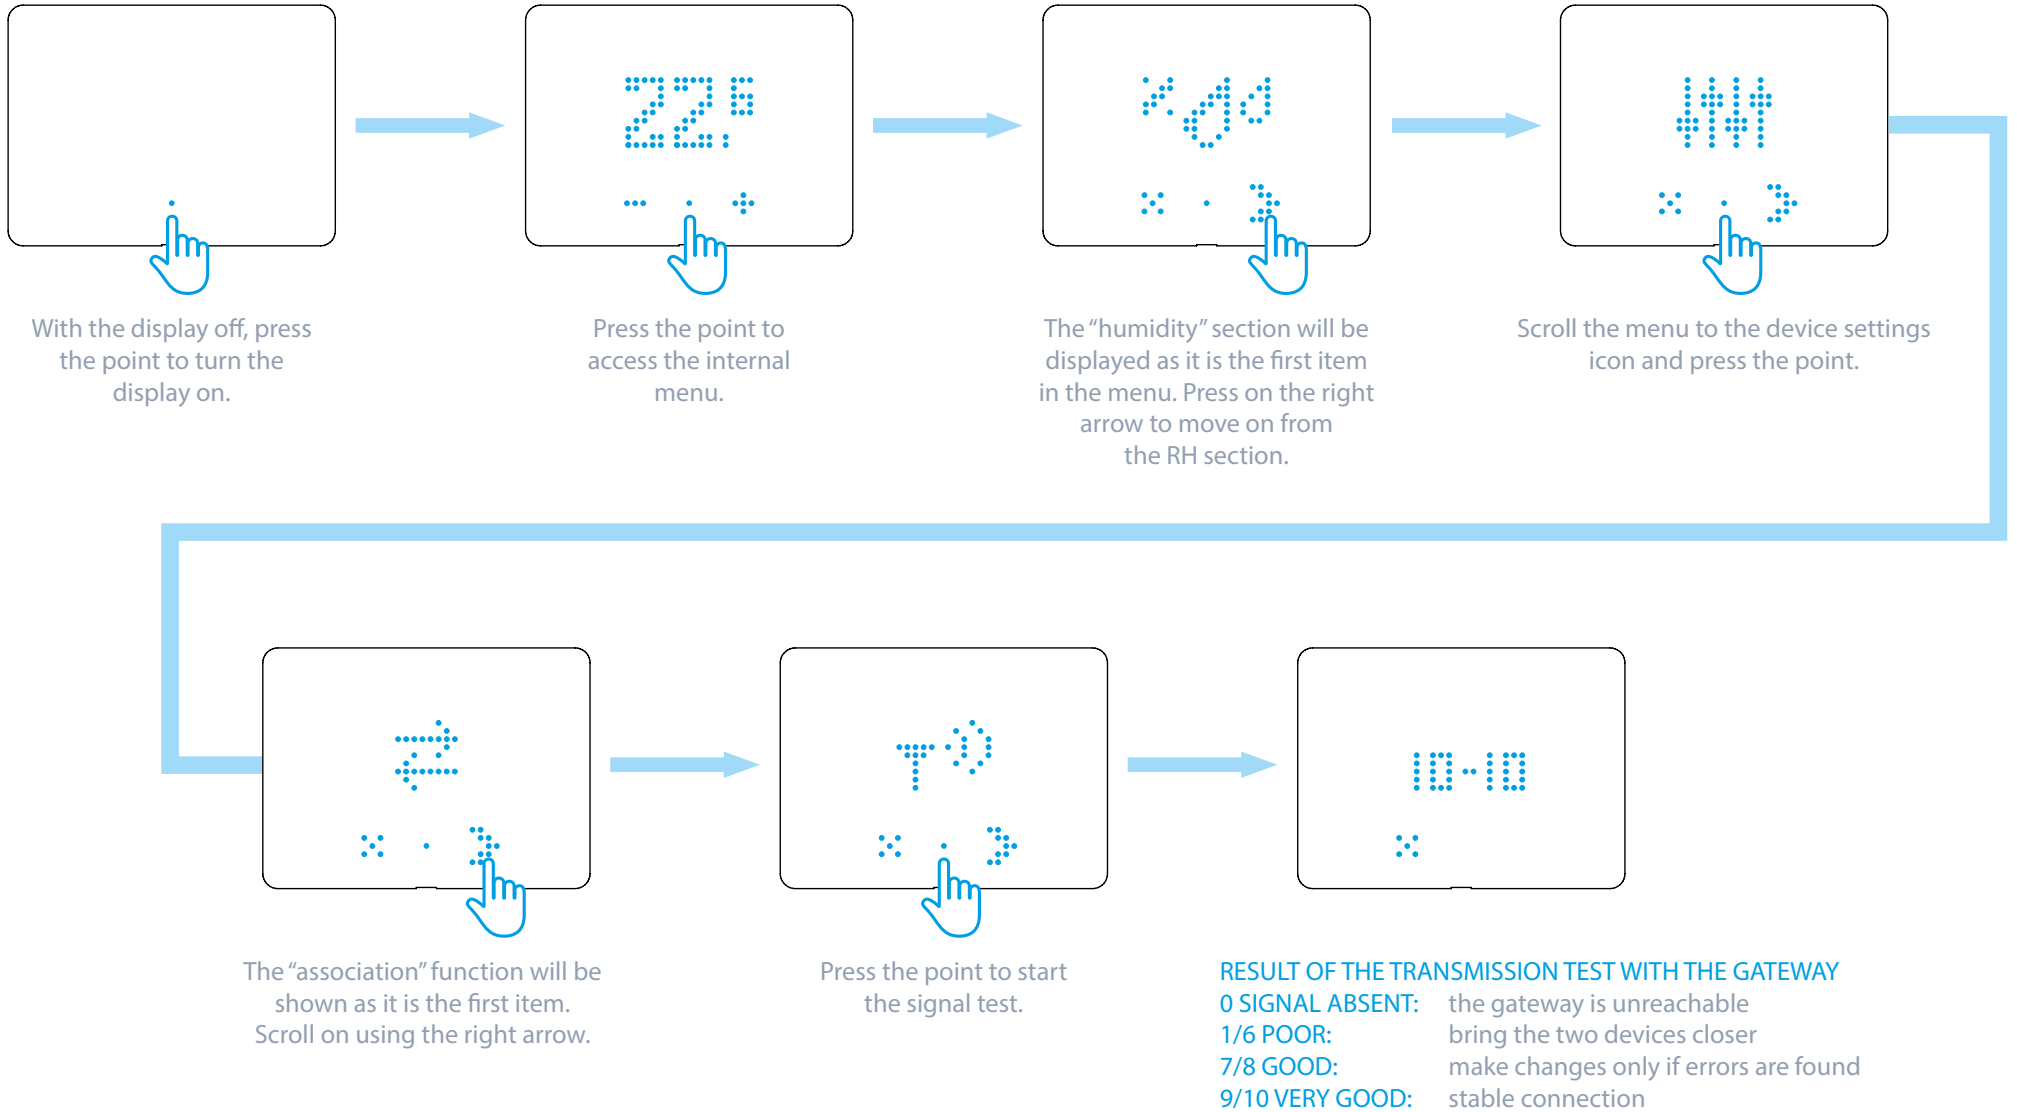 22.6
With the display off, press
the point to turn the
display on.
Press the point to
access the internal
menu.
The “humidity” section will be
displayed as it is the first item
in the menu. Press on the right
arrow to move on from
the RH section.
Scroll the menu to the device settings
icon and press the point.
10-10
The “association” function will be
shown as it is the first item.
Scroll on using the right arrow.
Press the point to start
the signal test.
RESULT OF THE TRANSMISSION TEST WITH THE GATEWAY
0 SIGNAL ABSENT: the gateway is unreachable
1/6 POOR: bring the two devices closer
7/8 GOOD: make changes only if errors are found
9/10 VERY GOOD: stable connection